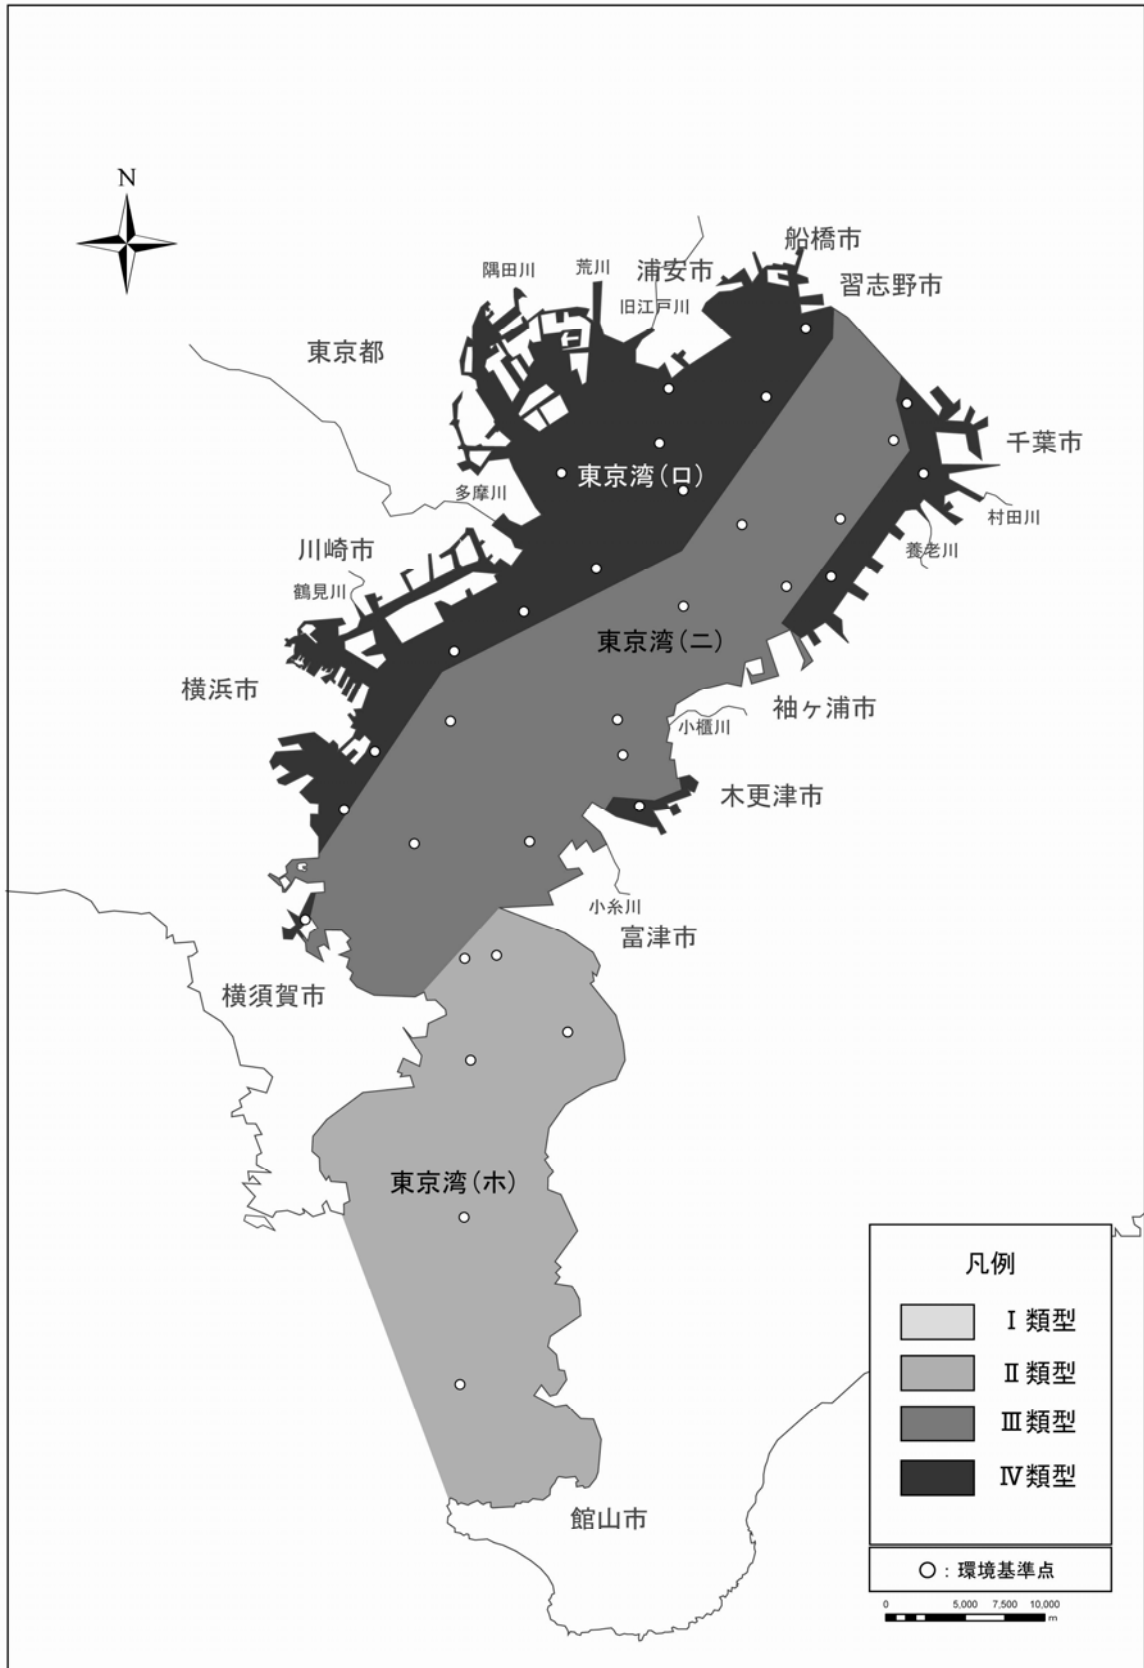 N
船橋市
隅田川
荒川
浦安市
習志野市
旧江戸川
東京都
千葉市
東京湾(ロ)
多摩川
村田川
川崎市
養老川
鶴見川
東京湾(ニ)
横浜市
袖ヶ浦市
小櫃川
木更津市
小糸川
富津市
横須賀市
東京湾(ホ)
凡例
Ⅰ類型
Ⅱ類型
Ⅲ類型
Ⅳ類型
館山市
○:環境基準点
0 5,000 7,500 10,000
m